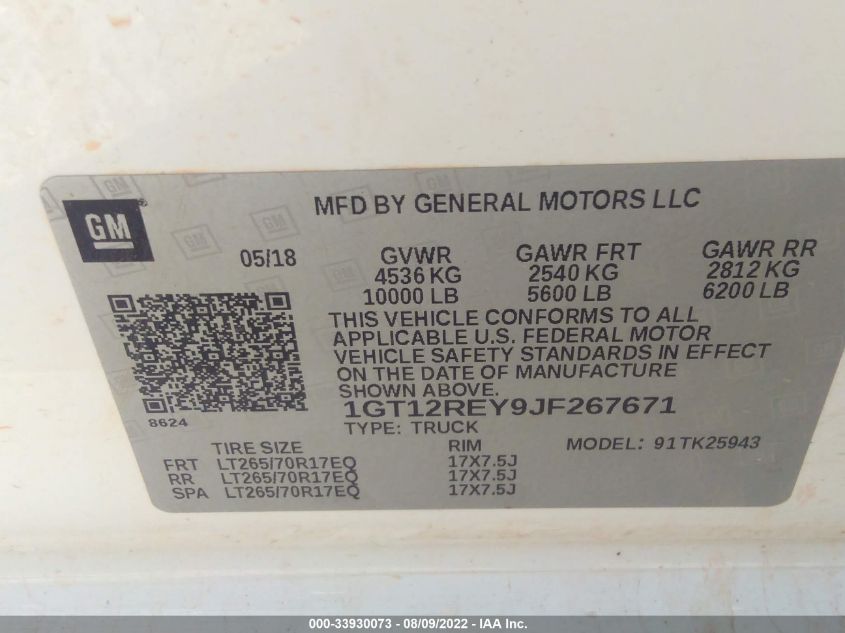 GM
MFD BY GENERAL MOTORS LLC
05/18 GVWR GAWR FRT GAWR RR
4536 KG 2540 KG 2812 KG
10000 LB 5600 LB 6200 LB
THIS VEHICLE CONFORMS TO ALL
APPLICABLE U.S. FEDERAL MOTOR
VEHICLE SAFETY STANDARDS IN EFFECT
ON THE DATE OF MANUFACTURE
SHOWN ABOVE.
1GT12REY9JF267671
8624
TYPE: TRUCK
TIRE SIZE RIM MODEL: 91TK25943
FRT LT265/70R17EQ 17X7.5J
RR LT265/70R17EQ 17X7.5J
SPA LT265/70R17EQ 17X7.5J
000-33930073 - 08/09/2022 - IAA Inc.